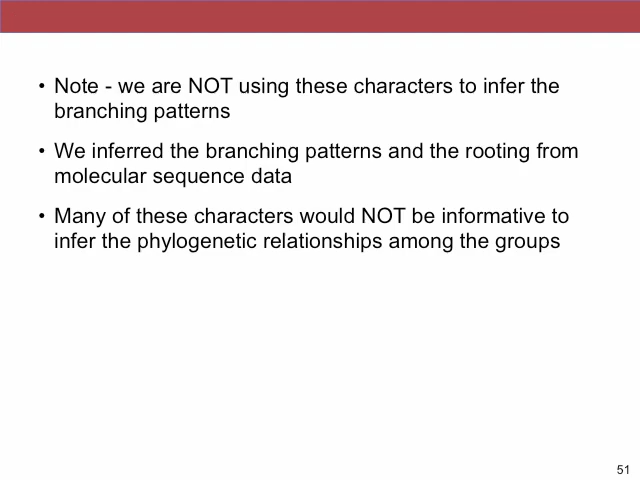 • Note - we are NOT using these characters to infer the
branching patterns
• We inferred the branching patterns and the rooting from
molecular sequence data
• Many of these characters would NOT be informative to
infer the phylogenetic relationships among the groups
51